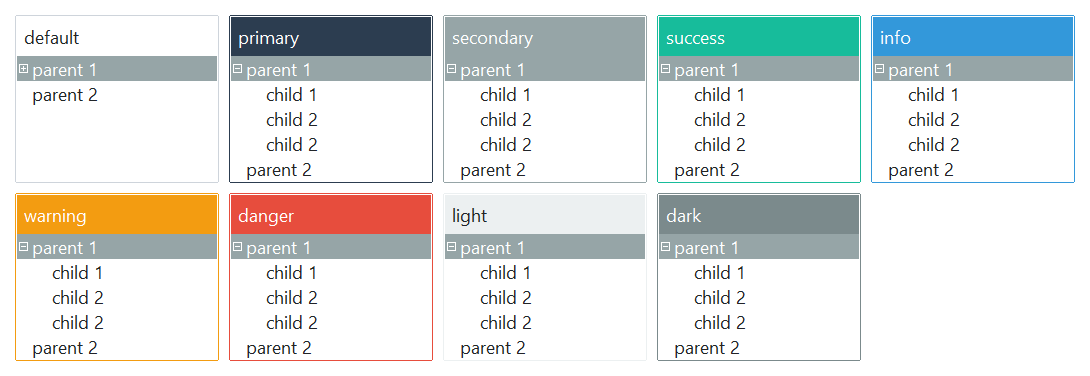 default
parent 1
parent 2
primary
parent 1
child 1
child 2
child 2
parent 2
secondary
parent 1
child 1
child 2
child 2
parent 2
success
parent 1
child 1
child 2
child 2
parent 2
info
parent 1
child 1
child 2
child 2
parent 2
warning
parent 1
child 1
child 2
child 2
parent 2
danger
parent 1
child 1
child 2
child 2
parent 2
light
parent 1
child 1
child 2
child 2
parent 2
dark
parent 1
child 1
child 2
child 2
parent 2